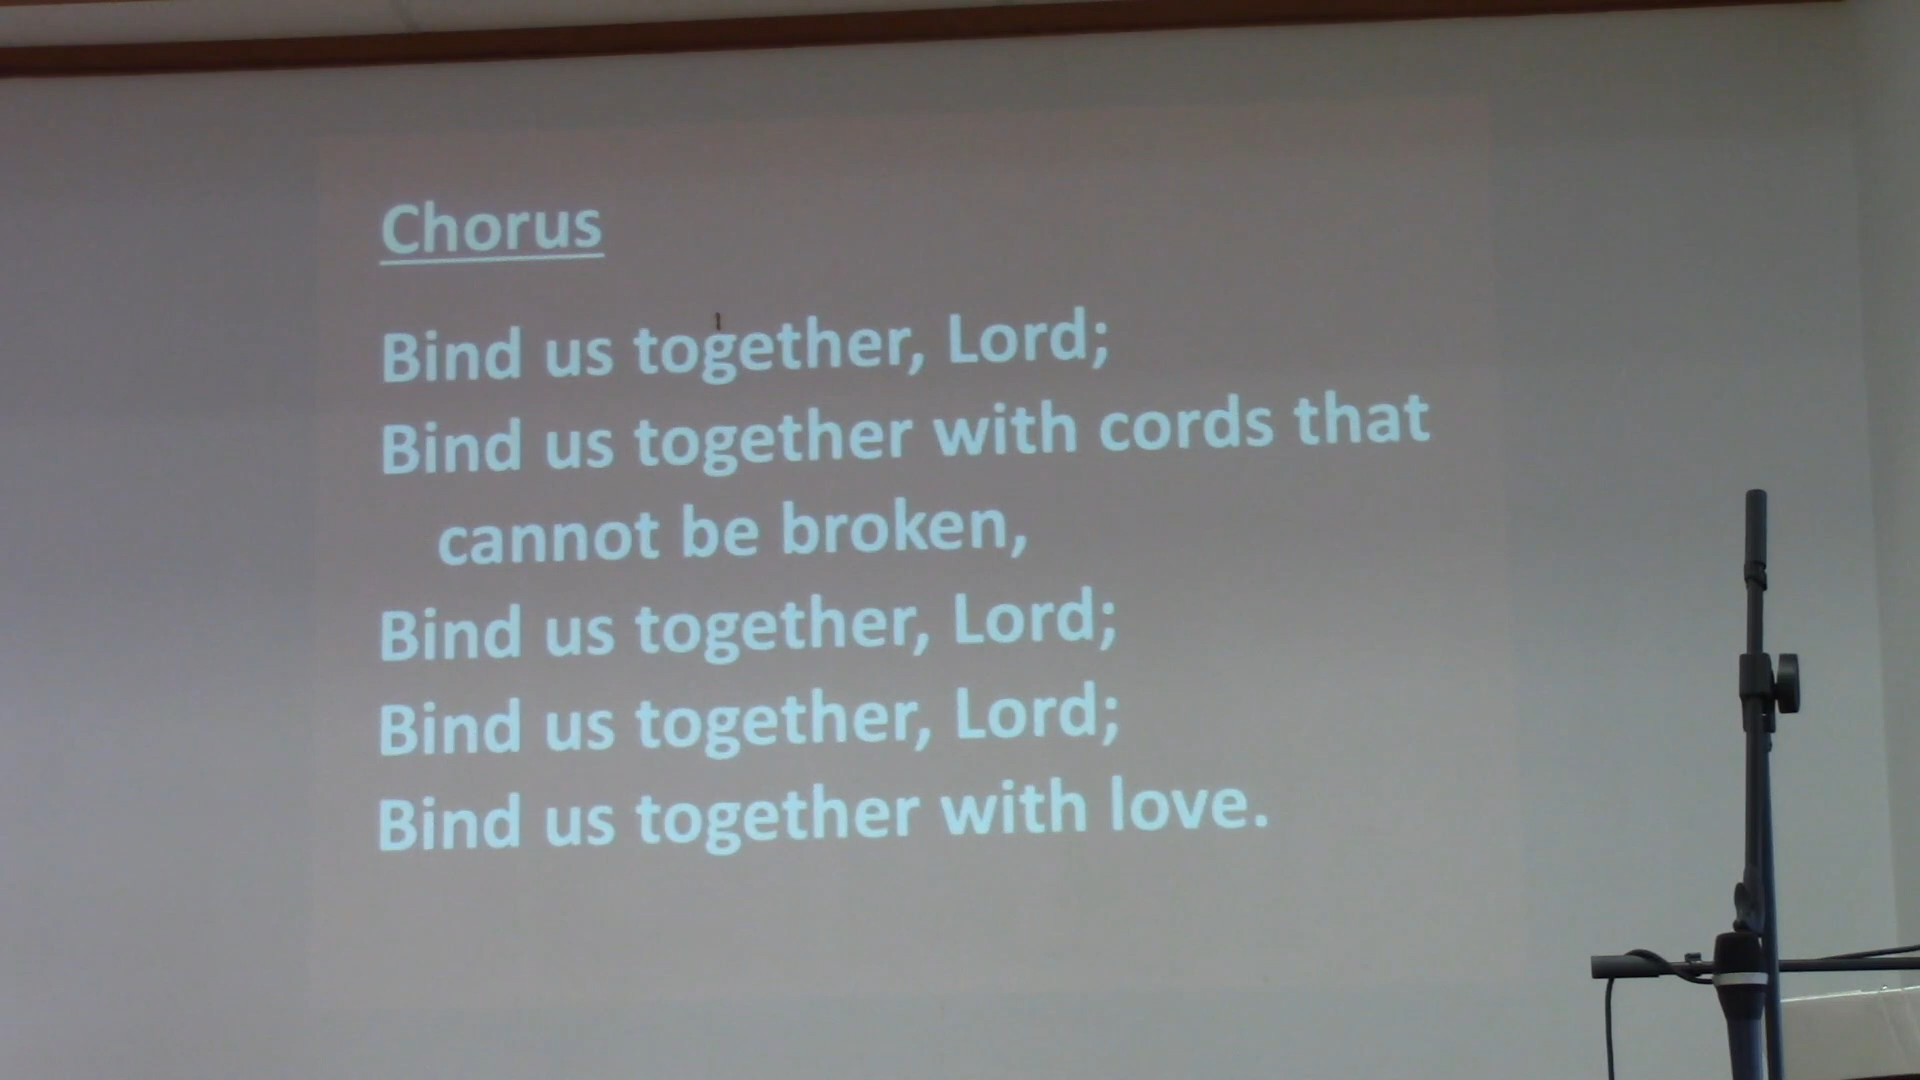 Chorus
Bind us together, Lord;
Bind us together with cords that
cannot be broken,
Bind us together, Lord;
Bind us together, Lord;
Bind us together with love.